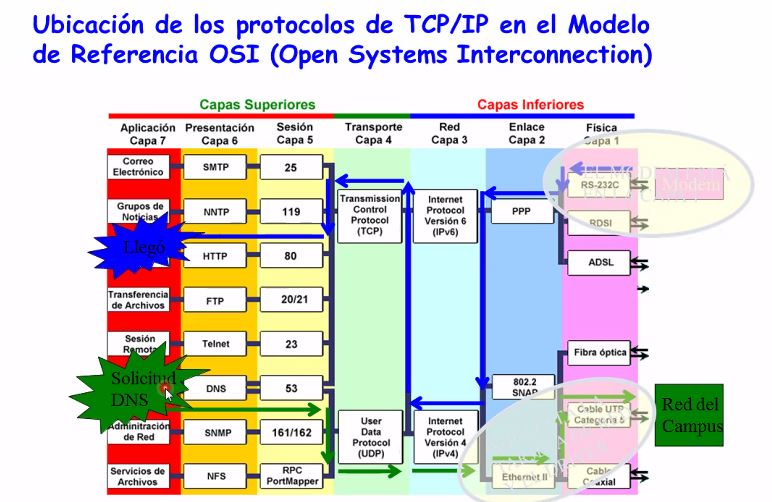 Ubicación de los protocolos de TCP/IP en el Modelo
de Referencia OSI (Open Systems Interconnection)
Capas Superiores
Capas Inferiores
Aplicación
Capa 7
Presentación
Capa 6
Sesión
Capa 5
Transporte
Capa 4
Red
Capa 3
Enlace
Capa 2
Física
Capa 1
Correo
Electrónico
SMTP
25
Transmission
Control
Protocol
(TCP)
Internet
Protocol
Versión 6
(IPv6)
PPP
RS-232C
Modem
Grupos de
Noticias
NNTP
119
RDSI
Llegó
HTTP
80
ADSL
Transferencia
de Archivos
FTP
20/21
Sesión
Remota
Telnet
23
Fibra óptica
Solicitud
DNS
DNS
53
802.2
SNAP
Cable UTP
Categoría 5
Red del
Campus
Adminitración
de Red
SNMP
161/162
User
Data
Protocol
(UDP)
Internet
Protocol
Versión 4
(IPv4)
Servicios de
Archivos
NFS
RPC
PortMapper
Ethernet II
Cable
Coaxial